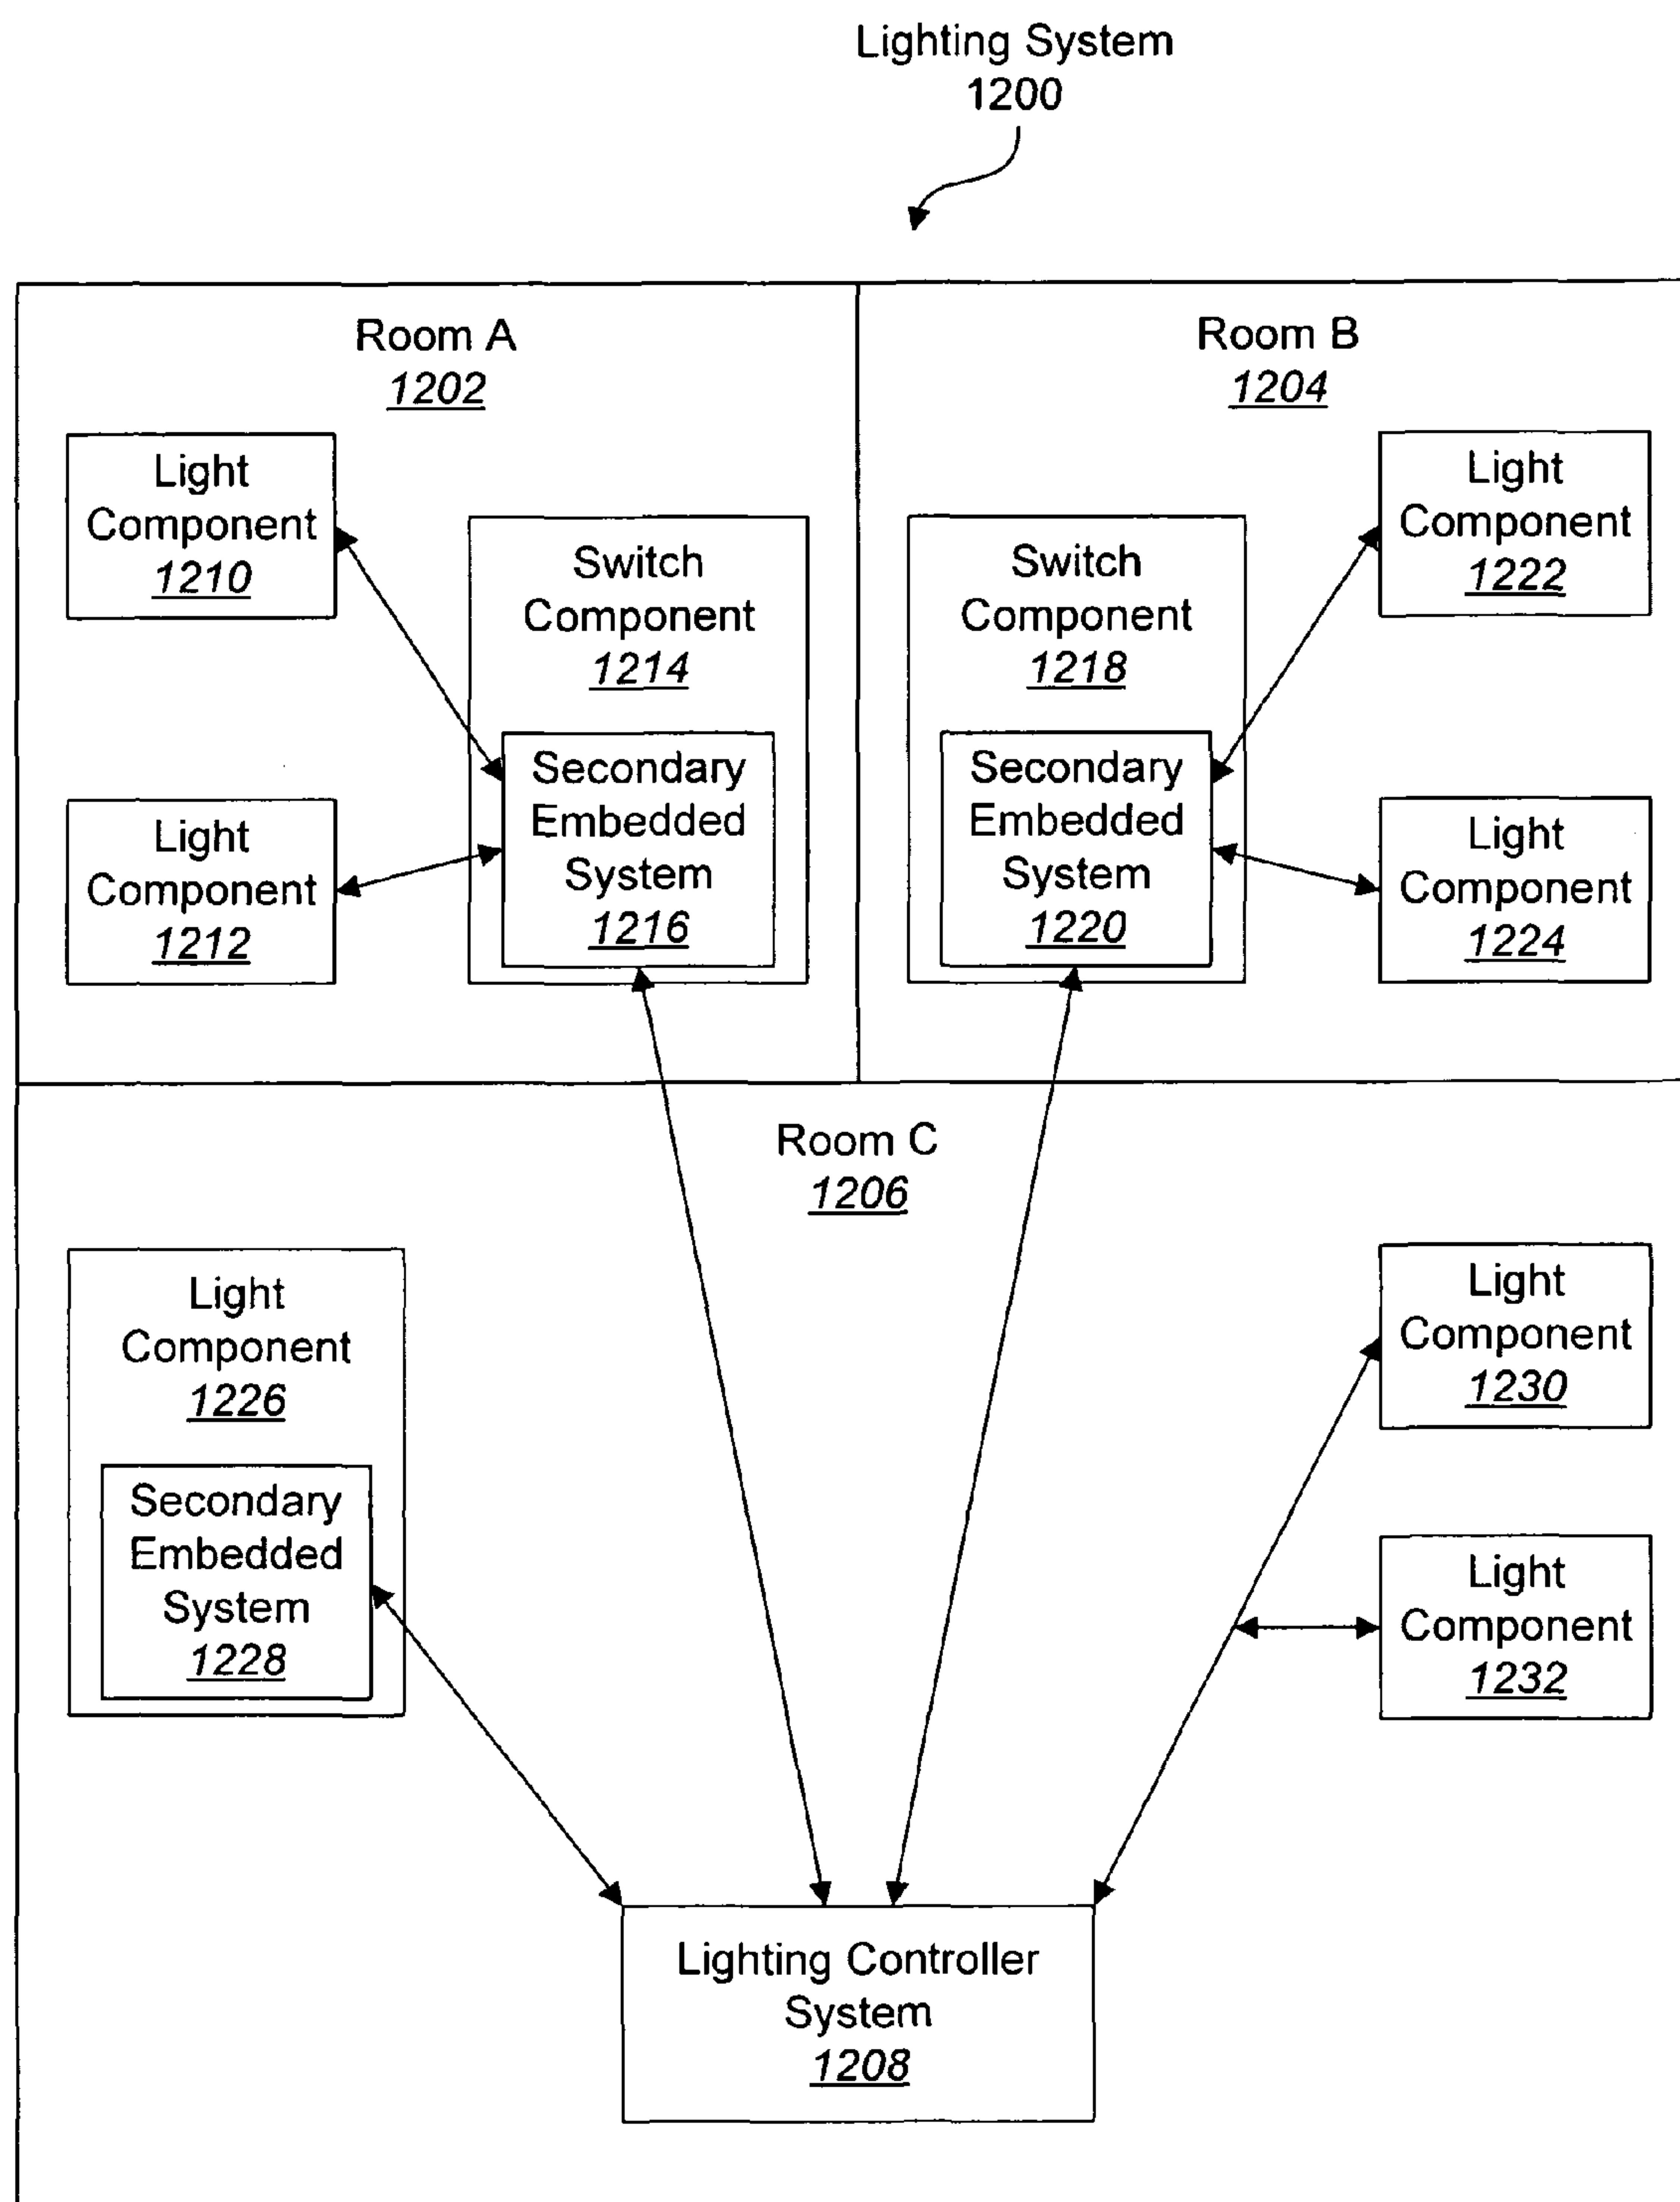 Lighting System
1200
Room A
1202
Light
Component
1210
Switch
Component
1214
Secondary
Embedded
System
1216
Light
Component
1212
Room B
1204
Switch
Component
1218
Secondary
Embedded
System
1220
Light
Component
1222
Light
Component
1224
Room C
1206
Light
Component
1226
Secondary
Embedded
System
1228
Light
Component
1230
Light
Component
1232
Lighting Controller
System
1208